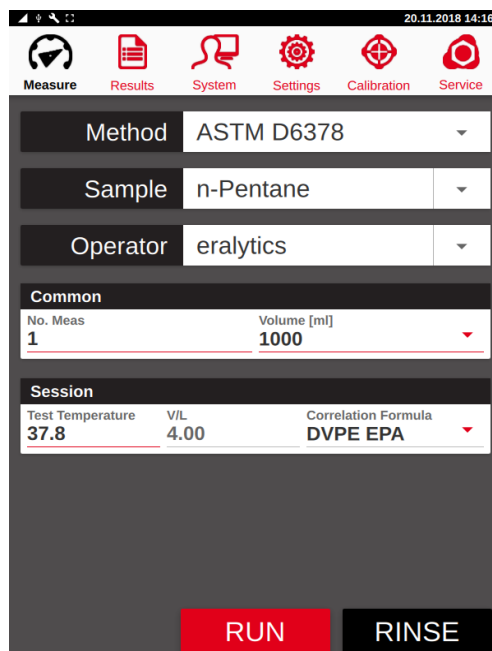 20.11.2018 14:16
Measure Results System Settings Calibration Service
Method ASTM D6378
Sample n-Pentane
Operator eralytics
Common
No. Meas Volume [ml]
1 1000
Session
Test Temperature V/L Correlation Formula
37.8 4.00 DVPE EPA
RUN RINSE